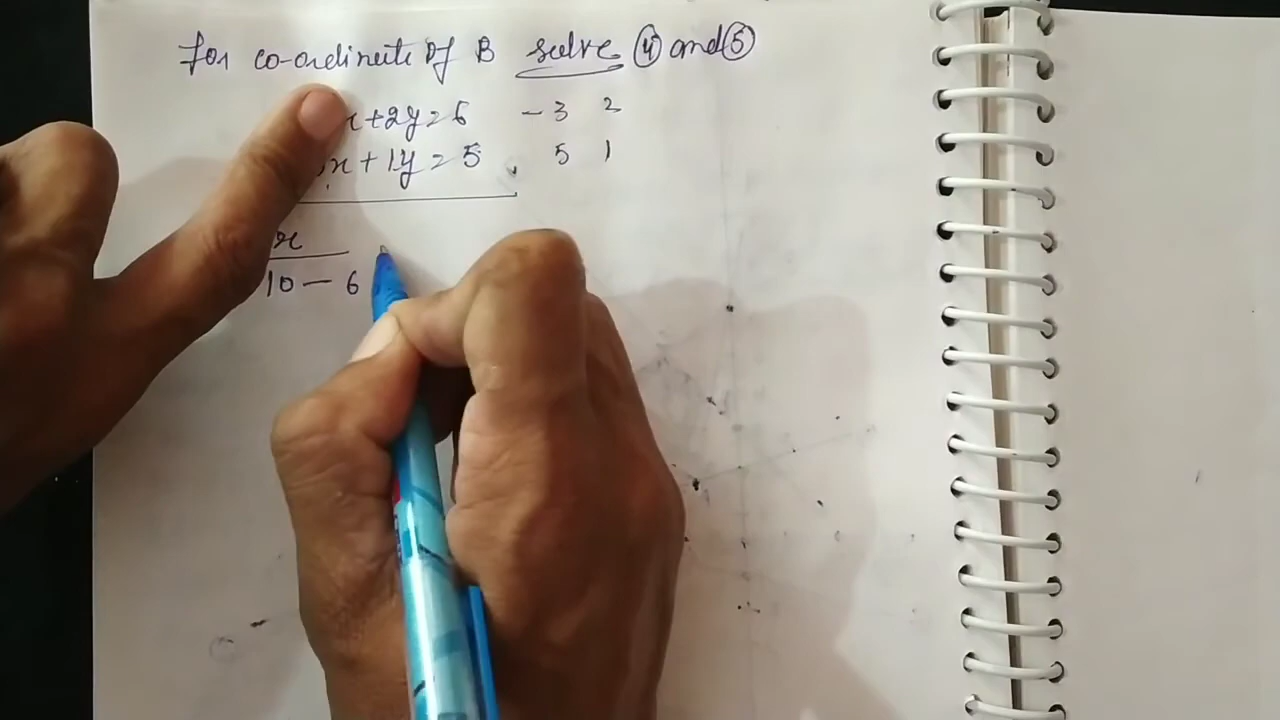 for co-ordinate of B solve ④ and ⑤
x + 2y = 6 - 3 2
x + 1y = 5 5 1
x
10 - 6